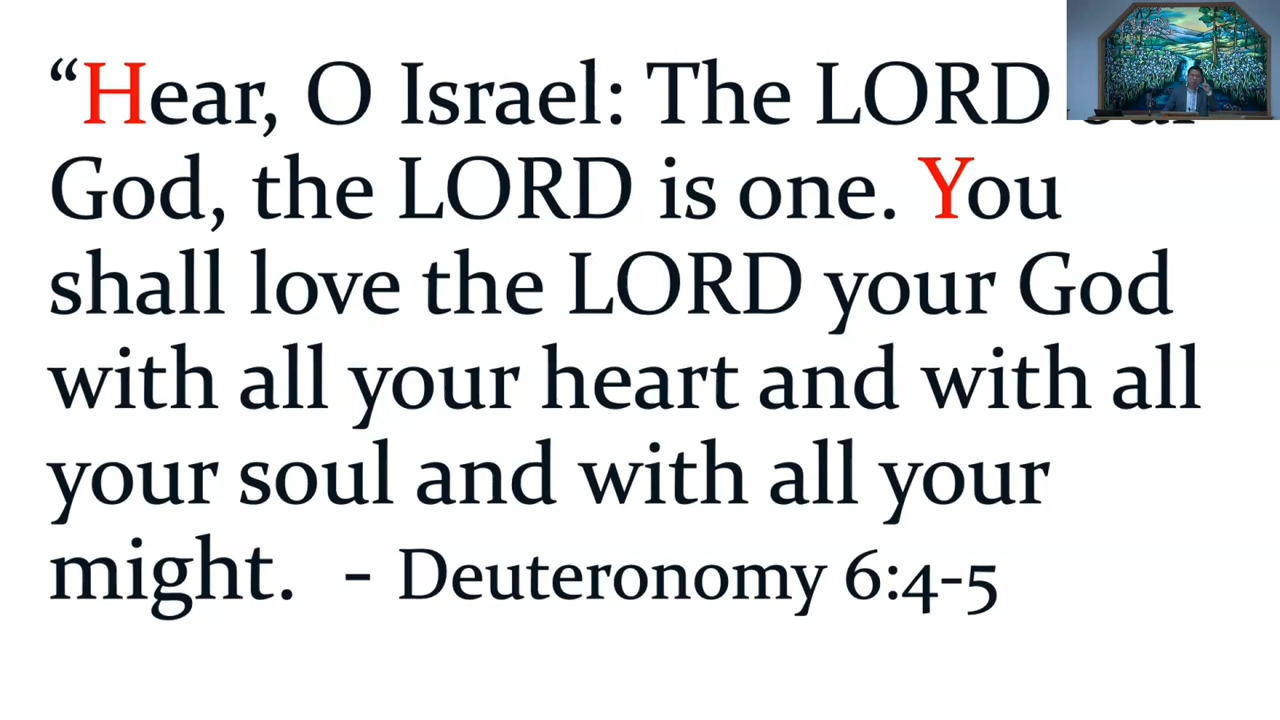 “Hear, O Israel: The LORD
God, the LORD is one. You
shall love the LORD your God
with all your heart and with all
your soul and with all your
might. - Deuteronomy 6:4-5